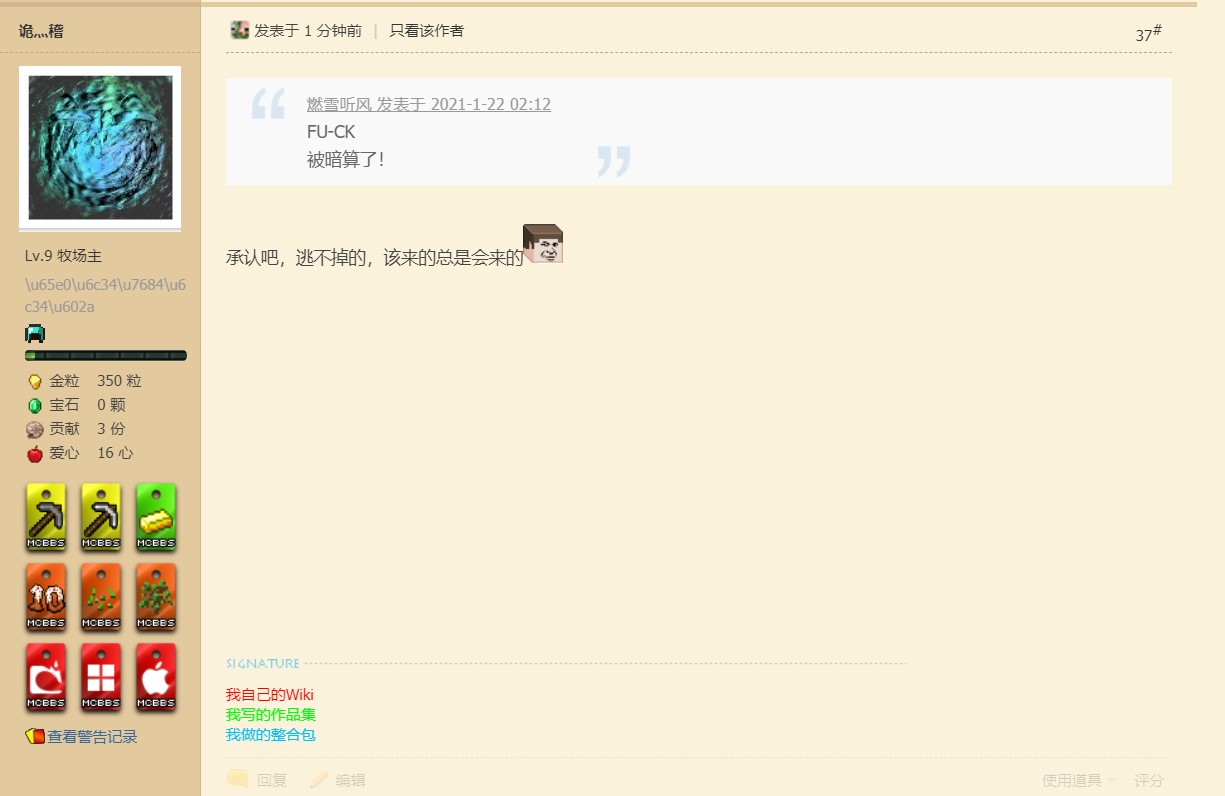 诡灬稽
发表于 1 分钟前 | 只看该作者
37#
燃雪听风 发表于 2021-1-22 02:12
FU-CK
被暗算了！
承认吧，逃不掉的，该来的总是会来的
Lv.9 牧场主
\u65e0\u6c34\u7684\u6
c34\u602a
金粒 350 粒
宝石 0 颗
贡献 3 份
爱心 16 心
MCBBS MCBBS MCBBS
10
MCBBS MCBBS MCBBS
MCBBS MCBBS MCBBS
查看警告记录
SIGNATURE
我自己的Wiki
我写的作品集
我做的整合包
回复 编辑 使用道具 评分